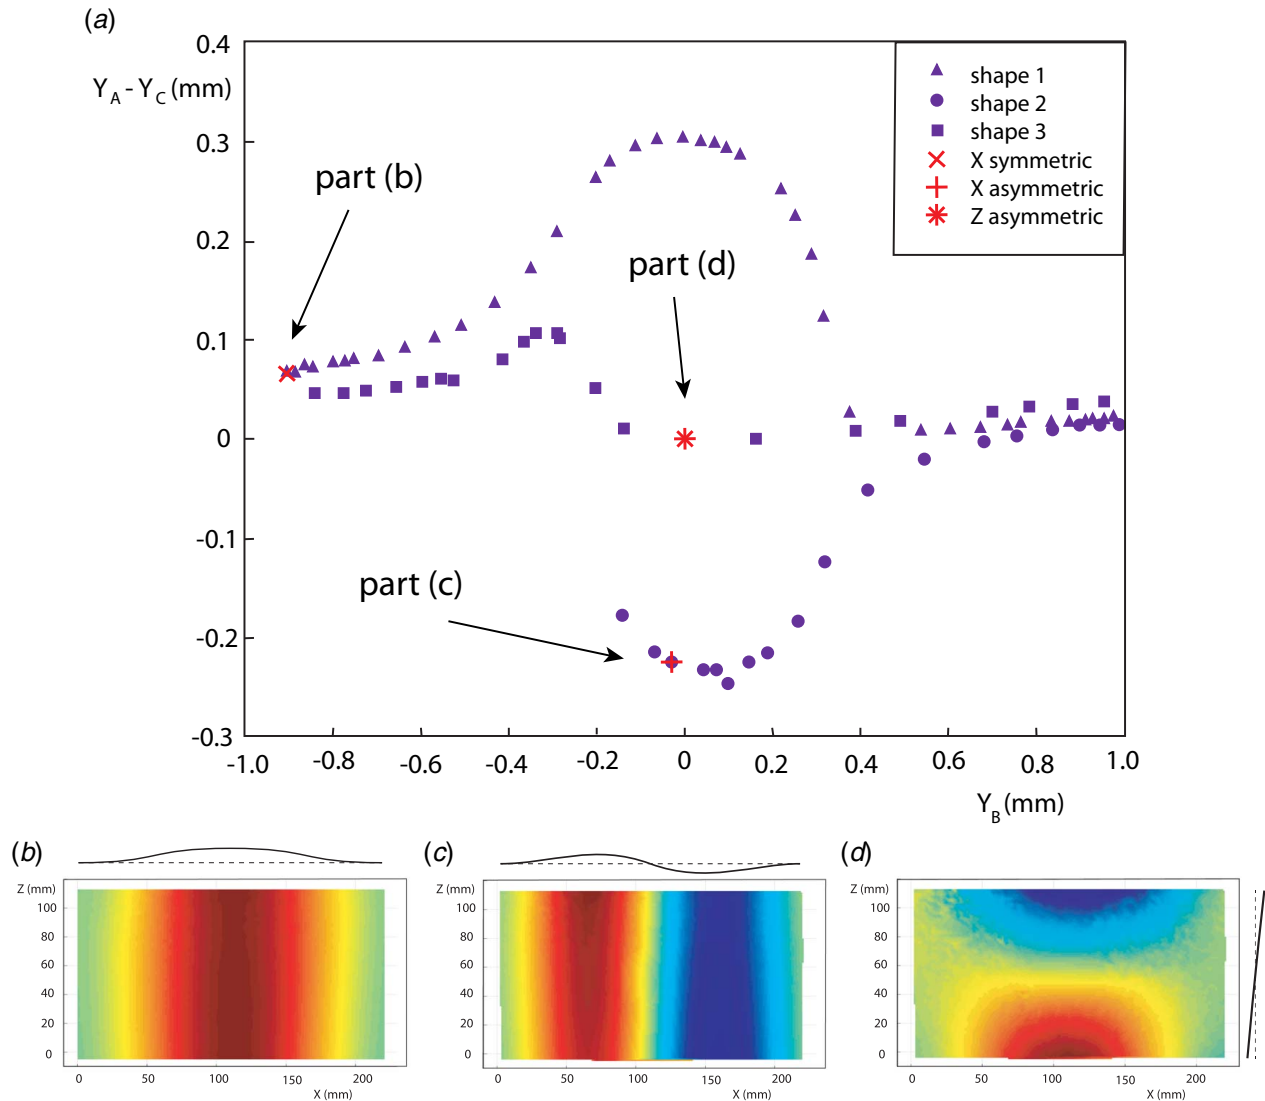 (a)
0.4
Y_A - Y_C (mm)
0.3
0.2
0.1
0
-0.1
-0.2
-0.3
-1.0 -0.8 -0.6 -0.4 -0.2 0 0.2 0.4 0.6 0.8 1.0
Y_B (mm)
shape 1
shape 2
shape 3
X symmetric
X asymmetric
Z asymmetric
part (b)
part (d)
part (c)
(b)
Z (mm)
100
80
60
40
20
0
0 50 100 150 200
X (mm)
(c)
Z (mm)
100
80
60
40
20
0
0 50 100 150 200
X (mm)
(d)
Z (mm)
100
80
60
40
20
0
0 50 100 150 200
X (mm)